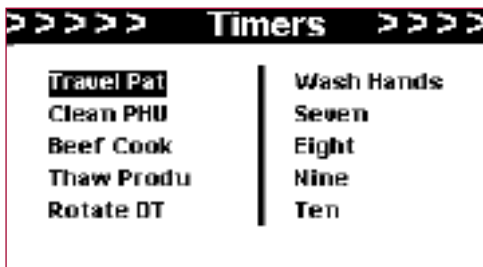 >>>>> Timers >>>>
Travel Pat
Clean PHU
Beef Cook
Thaw Produ
Rotate DT
Wash Hands
Seven
Eight
Nine
Ten